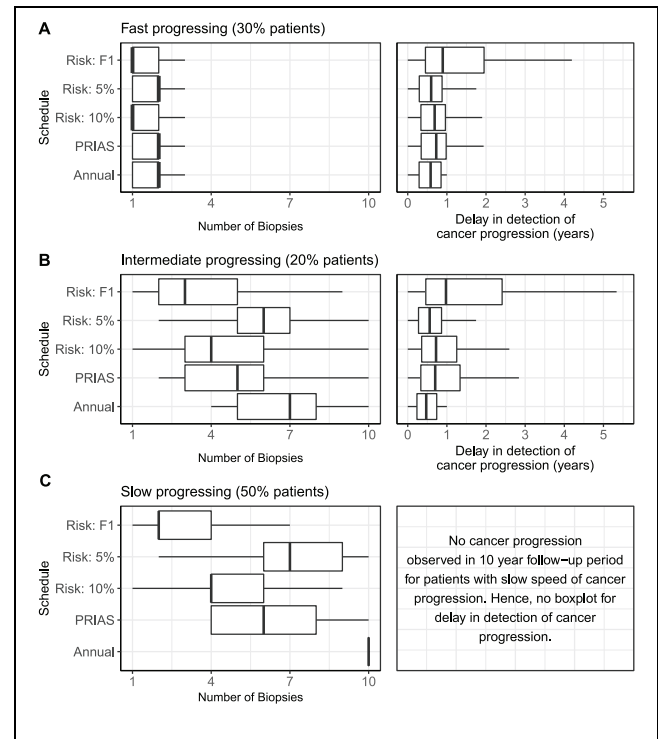 A
Fast progressing (30% patients)
Risk: F1
Risk: 5%
Risk: 10%
PRIAS
Annual
Schedule
1 4 7 10
Number of Biopsies
0 1 2 3 4 5
Delay in detection of
cancer progression (years)
B
Intermediate progressing (20% patients)
Risk: F1
Risk: 5%
Risk: 10%
PRIAS
Annual
Schedule
1 4 7 10
Number of Biopsies
0 1 2 3 4 5
Delay in detection of
cancer progression (years)
C
Slow progressing (50% patients)
Risk: F1
Risk: 5%
Risk: 10%
PRIAS
Annual
Schedule
1 4 7 10
Number of Biopsies
No cancer progression
observed in 10 year follow−up period
for patients with slow speed of cancer
progression. Hence, no boxplot for
delay in detection of cancer
progression.